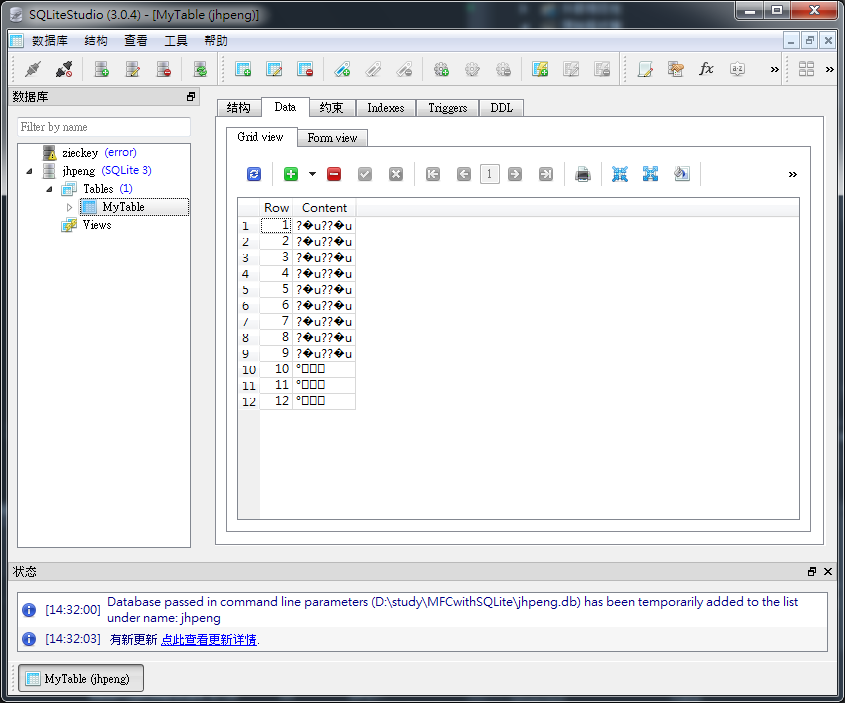 SQLiteStudio (3.0.4) - [MyTable (jhpeng)]
数据库 结构 查看 工具 帮助
数据库
Filter by name
zieckey (error)
jhpeng (SQLite 3)
Tables (1)
MyTable
Views
结构 Data 约束 Indexes Triggers DDL
Grid view Form view
1
Row Content
1 1 ?�u??�u
2 2 ?�u??�u
3 3 ?�u??�u
4 4 ?�u??�u
5 5 ?�u??�u
6 6 ?�u??�u
7 7 ?�u??�u
8 8 ?�u??�u
9 9 ?�u??�u
10 10 °□□□
11 11 °□□□
12 12 °□□□
状态
[14:32:00] Database passed in command line parameters (D:\study\MFCwithSQLite\jhpeng.db) has been temporarily added to the list
under name: jhpeng
[14:32:03] 有新更新 点此查看更新详情.
MyTable (jhpeng)